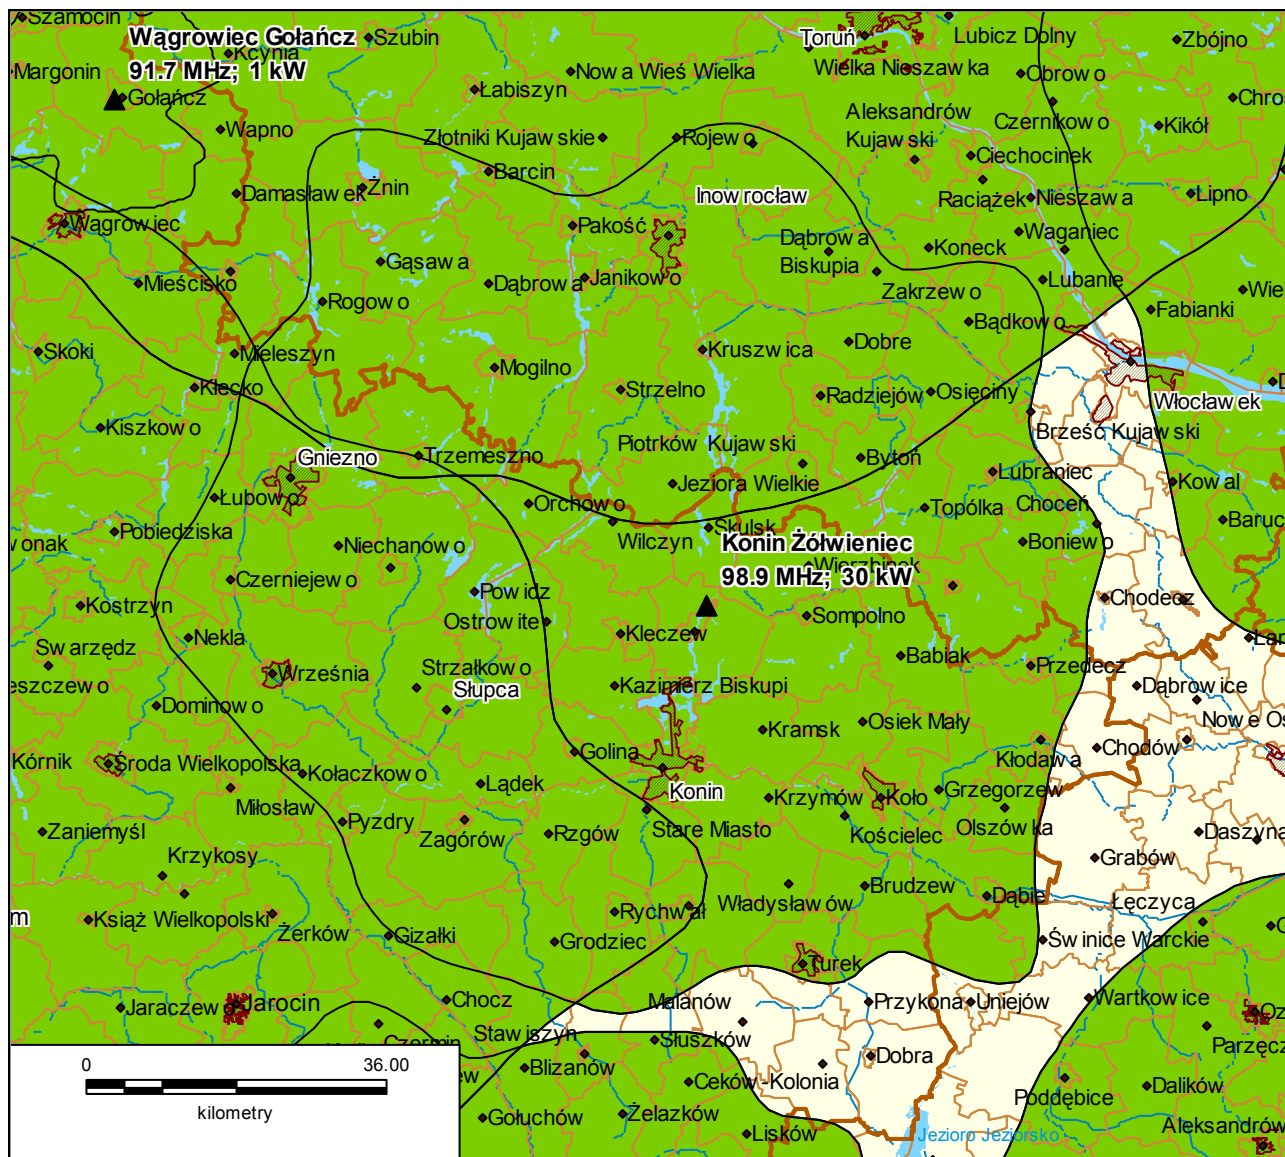 Szamocin
Wągrowiec Gołańcz
91.7 MHz; 1 kW
Kcynia
Szubin
Toruń
Lubicz Dolny
Zbójno
Margonin
Gołańcz
Nowa Wieś Wielka
Wielka Nieszawka
Obrowo
Łabiszyn
Aleksandrów
Kujawski
Czernikowo
Wapno
Złotniki Kujawskie
Rojewo
Kikół
Ciechocinek
Barcin
Damasławek
Żnin
Inowrocław
Raciążek
Nieszawa
Lipno
Wągrowiec
Pakość
Dąbrowa
Biskupia
Koneck
Waganiec
Gąsawa
Mieścisko
Dąbrowa
Janikowo
Zakrzewo
Lubanie
Rogowo
Fabianki
Bądkowo
Skoki
Mieleszyn
Kruszwica
Dobre
Mogilno
Kłecko
Strzelno
Radziejów
Osięciny
Włocławek
Kiszkowo
Piotrków Kujawski
Brześć Kujawski
Gniezno
Trzemeszno
Bytoń
Lubraniec
Łubowo
Orchowo
Jeziora Wielkie
Topólka
Choceń
Kowal
Pobiedziska
Wilczyn
Skulsk
Baruc
wonak
Niechanowo
Konin Żółwieniec
98.9 MHz; 30 kW
Wierzbinek
Boniewo
Czerniejewo
Powidz
Chodecz
Kostrzyn
Ostrowite
Sompolno
Nekla
Kleczew
Swarzędz
Babiak
Przedecz
eszczewo
Września
Strzałkowo
Słupca
Kazimierz Biskupi
Dąbrowice
Dominowo
Kramsk
Osiek Mały
Nowe Os
Kórnik
Środa Wielkopolska
Kołaczkowo
Golina
Kłodawa
Chodów
Miłosław
Lądek
Konin
Krzymów
Koło
Grzegorzew
Zaniemyśl
Pyzdry
Zagórów
Rzgów
Stare Miasto
Kościelec
Olszówka
Daszyna
Krzykosy
Grabów
Książ Wielkopolski
Żerków
Gizałki
Rychwał
Władysławów
Brudzew
Dąbie
Łęczyca
m
Grodziec
Świnice Warckie
Turek
Jaraczewo
Jarocin
Chocz
Malanów
Przykona
Uniejów
Wartkowice
Czermin
Stawiszyn
Słuszków
Parzęcz
0
36.00
kilometry
ew
Blizanów
Dobra
Ceków-Kolonia
Poddębice
Dalików
Gołuchów
Żelazków
Lisków
Jezioro Jeziorsko
Aleksandrów